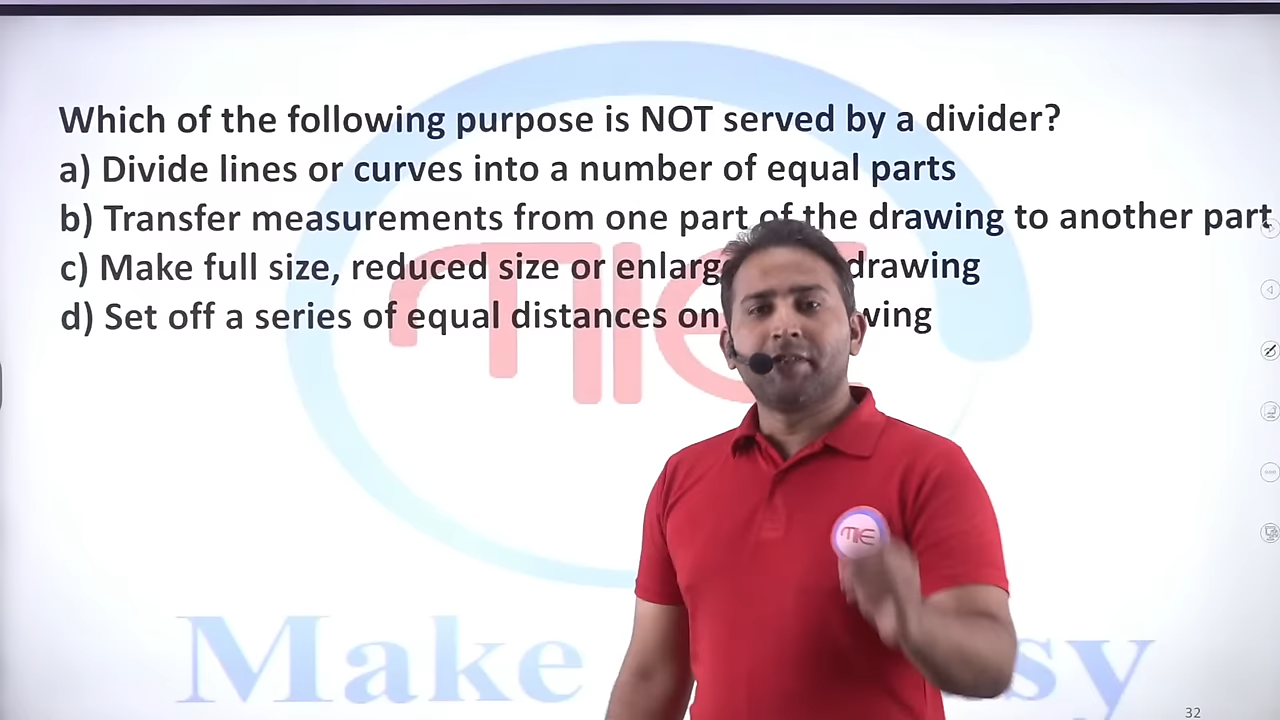 Which of the following purpose is NOT served by a divider?
a) Divide lines or curves into a number of equal parts
b) Transfer measurements from one part of the drawing to another part
c) Make full size, reduced size or enlarg drawing
d) Set off a series of equal distances on wing
MIE
MIE
Make sy
32